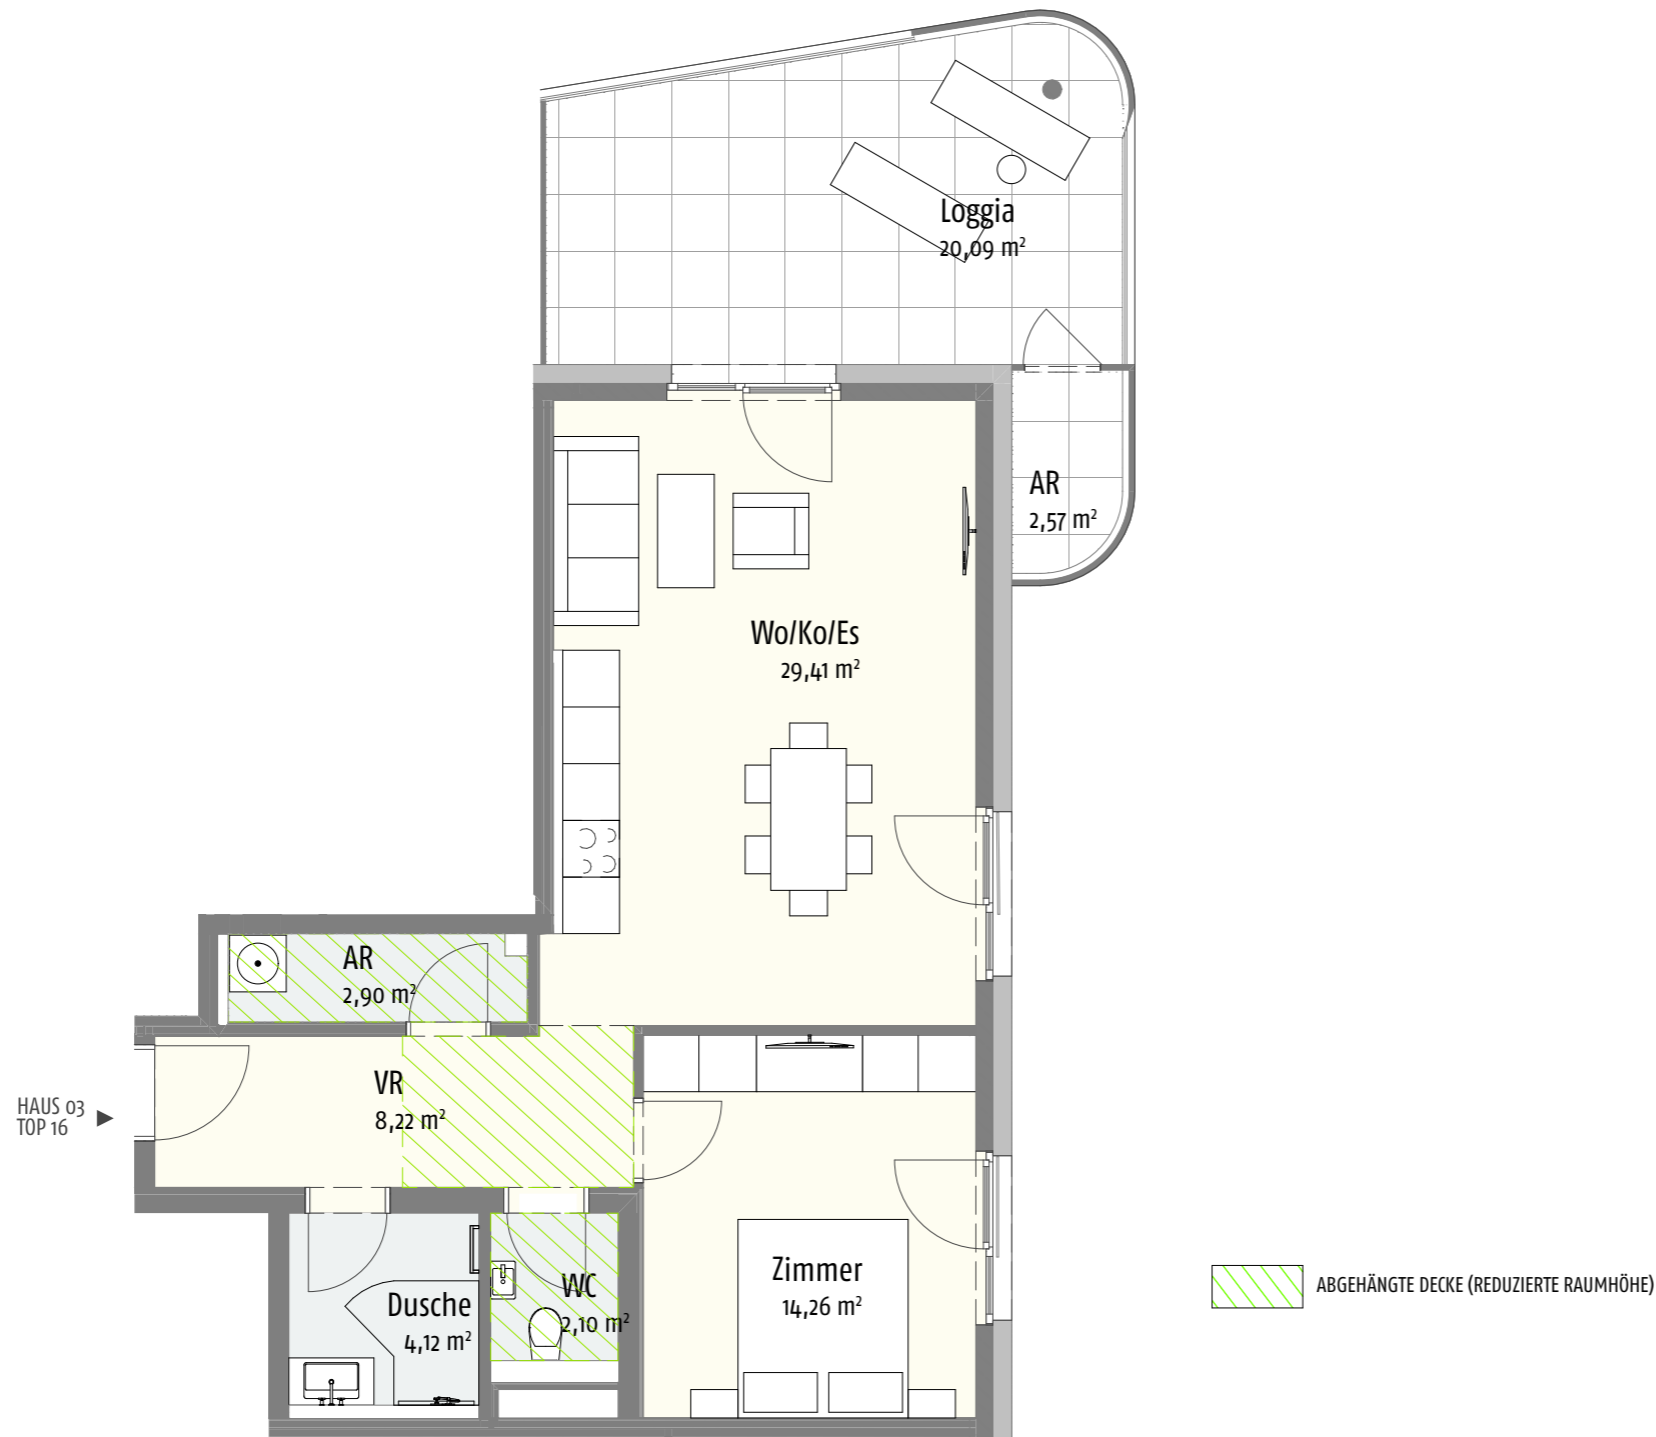 Loggia
20,09 m²
AR
2,57 m²
Wo/Ko/Es
29,41 m²
AR
2,90 m²
VR
8,22 m²
HAUS 03
TOP 16
Zimmer
14,26 m²
WC
2,10 m²
Dusche
4,12 m²
ABGEHÄNGTE DECKE (REDUZIERTE RAUMHÖHE)